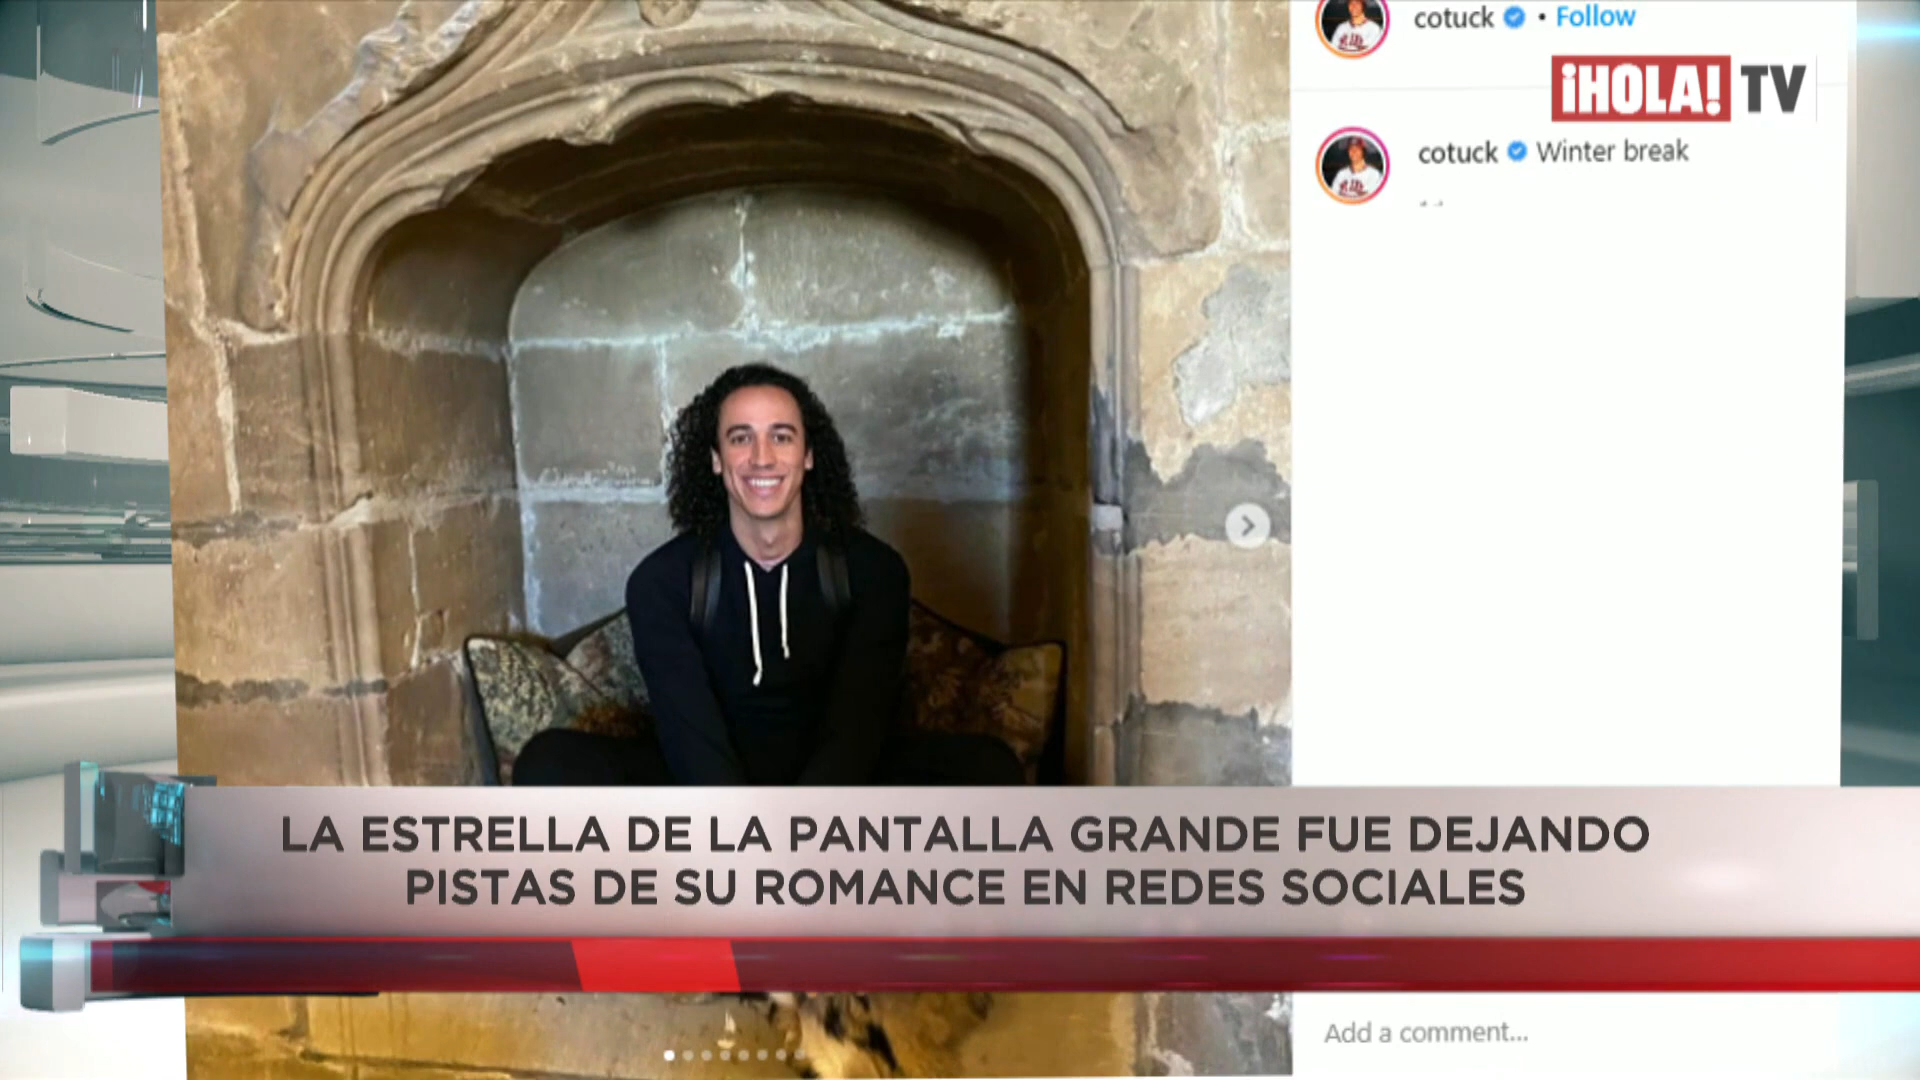 cotuck • Follow
¡HOLA! TV
cotuck Winter break
LA ESTRELLA DE LA PANTALLA GRANDE FUE DEJANDO
PISTAS DE SU ROMANCE EN REDES SOCIALES
Add a comment...